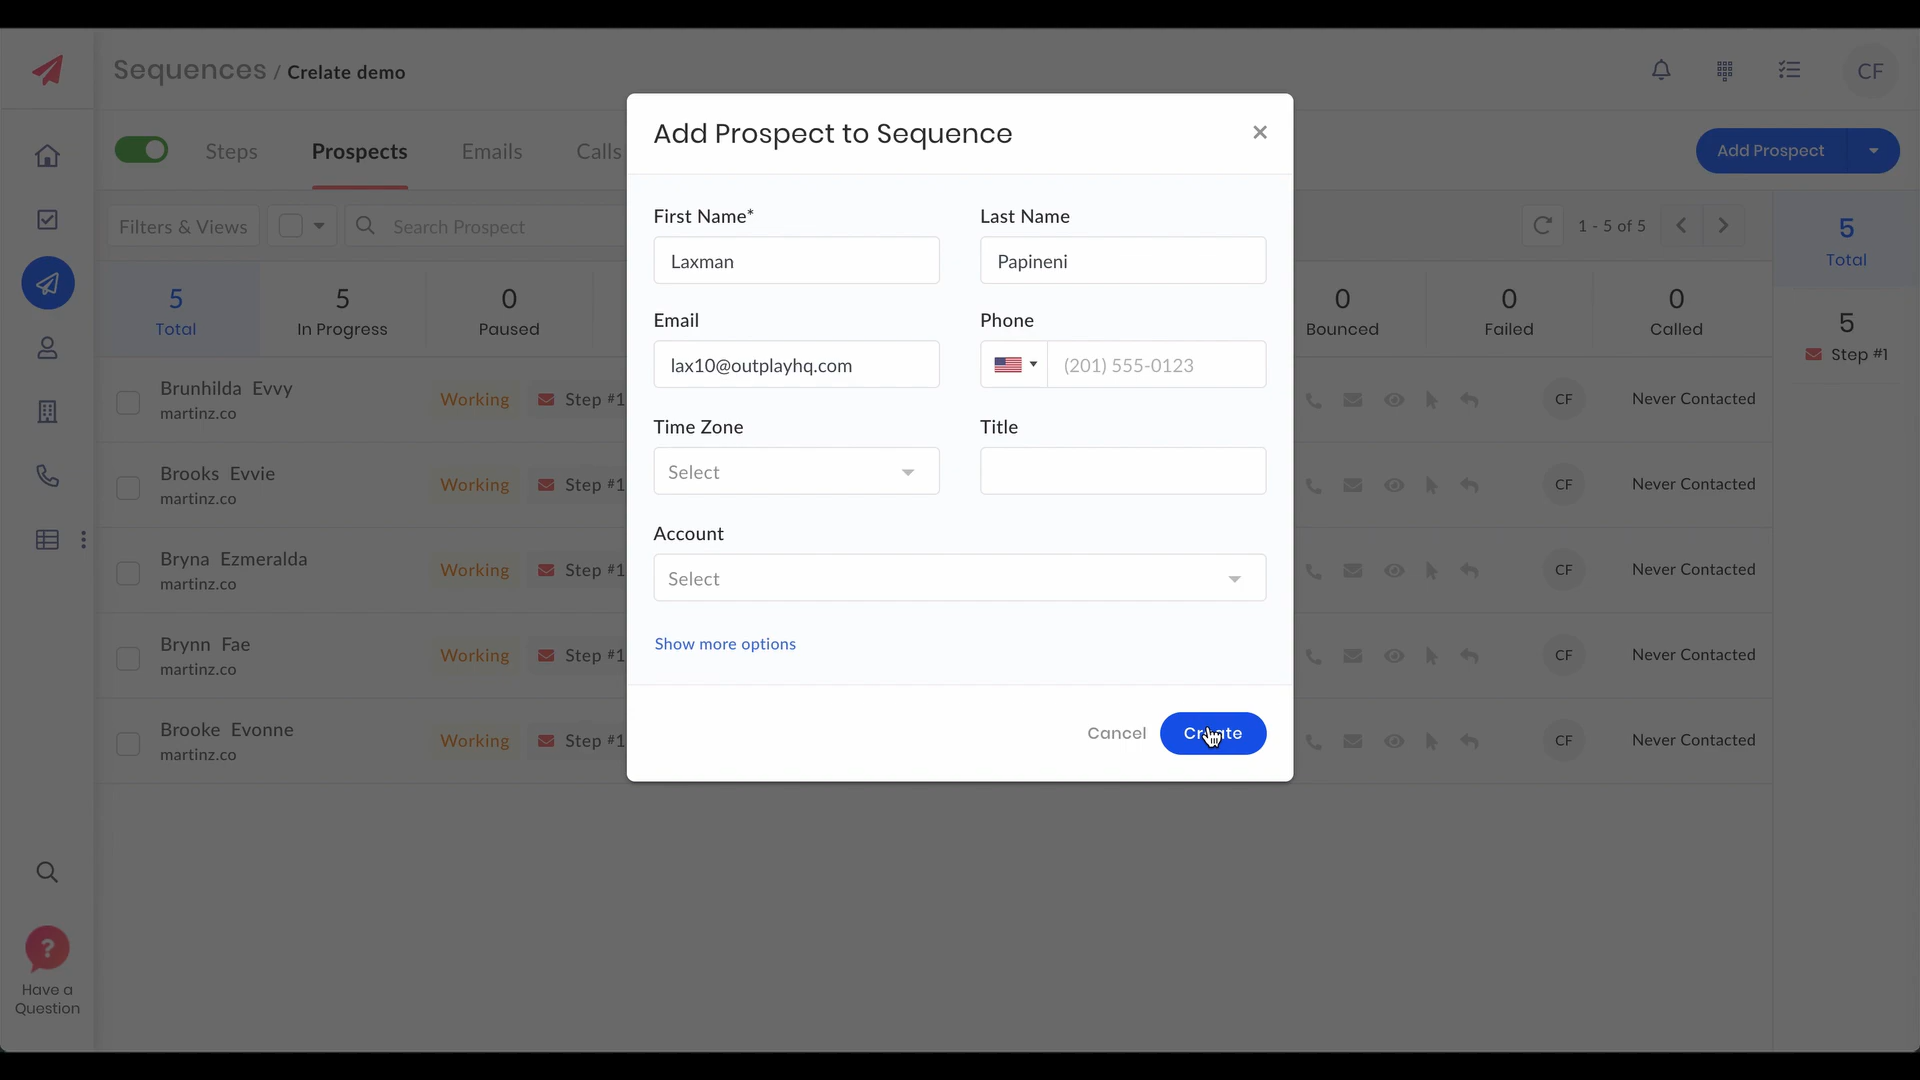 Sequences / Crelate demo
CF
Steps Prospects Emails Calls
Add Prospect
Filters & Views
Search Prospect
1 - 5 of 5
5 Total
5 In Progress
0 Paused
0 Bounced
0 Failed
0 Called
5 Total
5 Step #1
Brunhilda Evvy
martinz.co
Working Step #1 CF Never Contacted
Brooks Evvie
martinz.co
Working Step #1 CF Never Contacted
Bryna Ezmeralda
martinz.co
Working Step #1 CF Never Contacted
Brynn Fae
martinz.co
Working Step #1 CF Never Contacted
Brooke Evonne
martinz.co
Working Step #1 CF Never Contacted
Add Prospect to Sequence
First Name* Last Name
Laxman Papineni
Email Phone
lax10@outplayhq.com (201) 555-0123
Time Zone Title
Select
Account
Select
Show more options
Cancel Create
?
Have a
Question